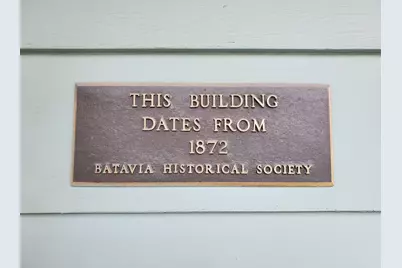 THIS BUILDING
DATES FROM
1872
BATAVIA HISTORICAL SOCIETY